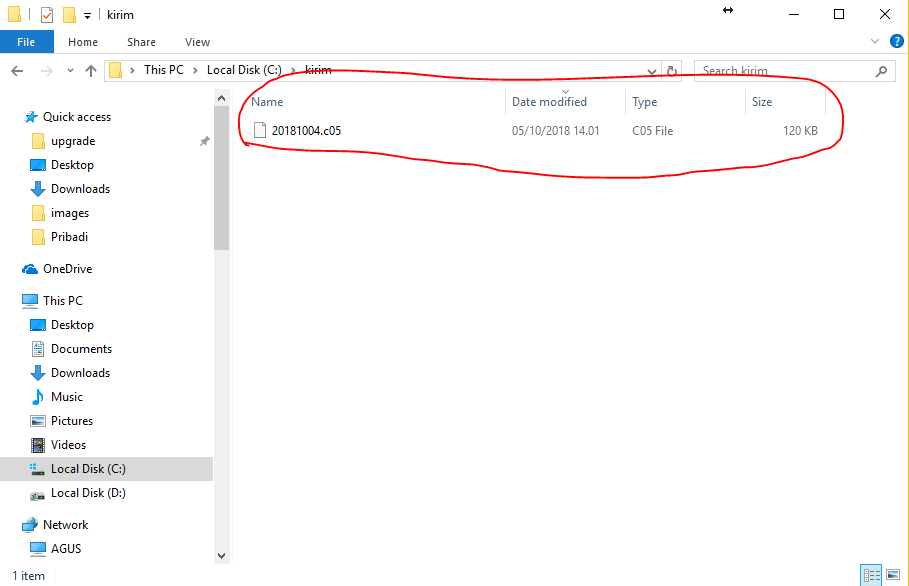 kirim
File Home Share View
This PC Local Disk (C:) kirim Search kirim
Name Date modified Type Size
20181004.c05 05/10/2018 14.01 C05 File 120 KB
Quick access
upgrade
Desktop
Downloads
images
Pribadi
OneDrive
This PC
Desktop
Documents
Downloads
Music
Pictures
Videos
Local Disk (C:)
Local Disk (D:)
Network
AGUS
1 item